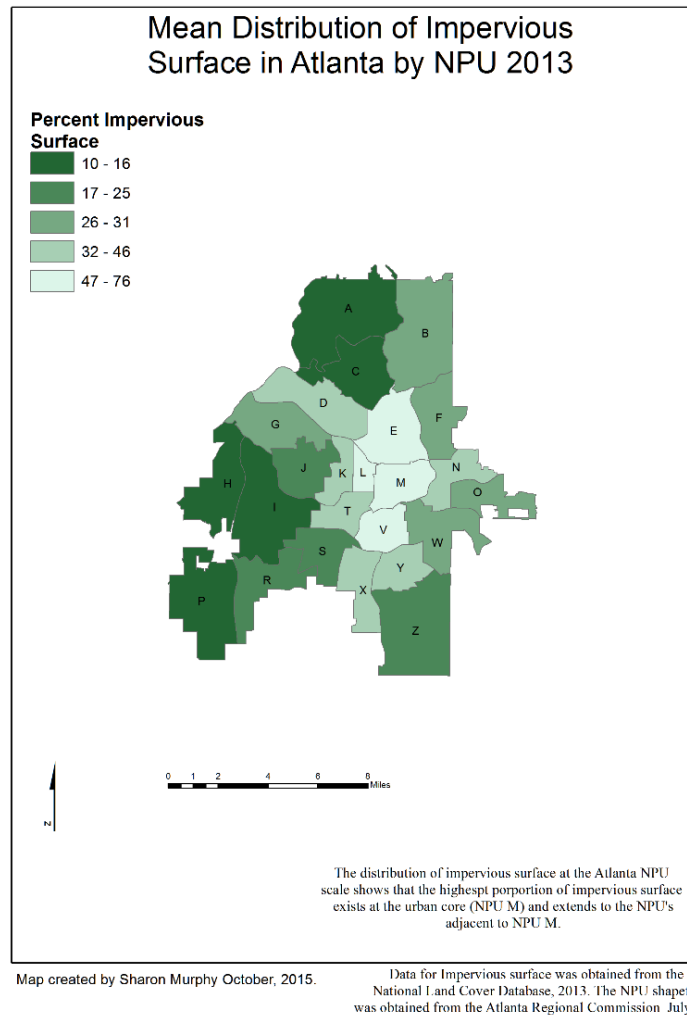 Mean Distribution of Impervious
Surface in Atlanta by NPU 2013
Percent Impervious
Surface
10 - 16
17 - 25
26 - 31
32 - 46
47 - 76
A
B
C
D
F
G
E
J
K
L
N
H
M
O
I
T
V
W
S
Y
R
X
P
Z
N
0 1 2 4 6 8
Miles
The distribution of impervious surface at the Atlanta NPU
scale shows that the highespt porportion of impervious surface
exists at the urban core (NPU M) and extends to the NPU's
adjacent to NPU M.
Map created by Sharon Murphy October, 2015.
Data for Impervious surface was obtained from the
National Land Cover Database, 2013. The NPU
was obtained from the Atlanta Regional Commission July